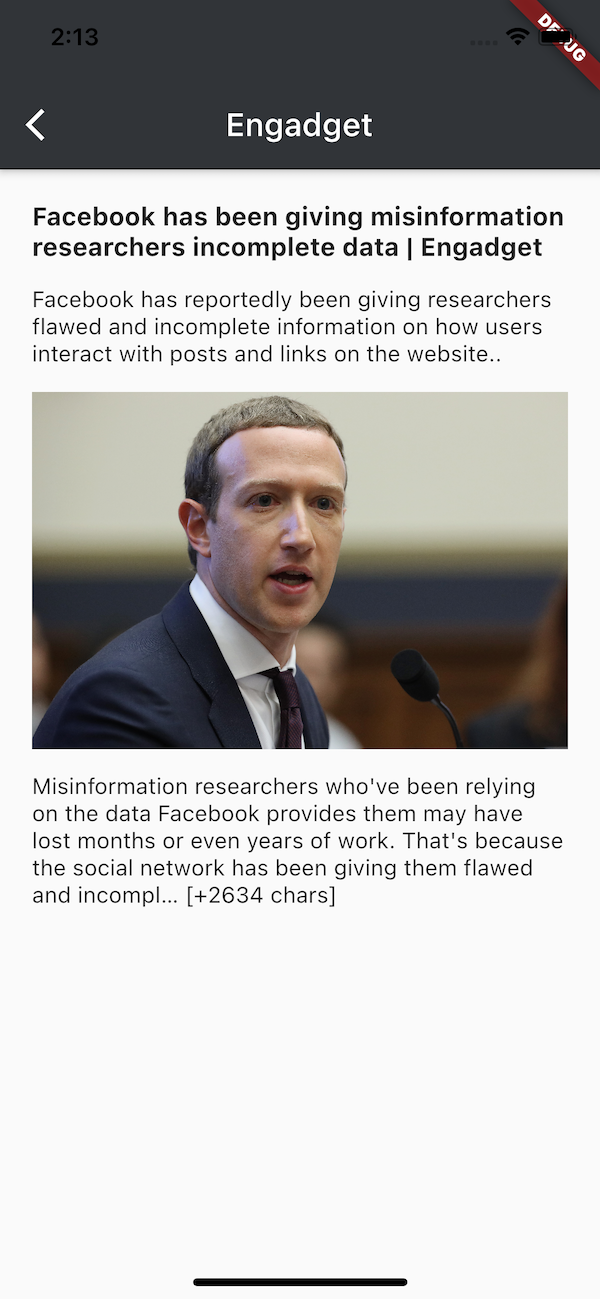 2:13
DEBUG
Engadget
Facebook has been giving misinformation
researchers incomplete data | Engadget
Facebook has reportedly been giving researchers
flawed and incomplete information on how users
interact with posts and links on the website..
Misinformation researchers who've been relying
on the data Facebook provides them may have
lost months or even years of work. That's because
the social network has been giving them flawed
and incompl… [+2634 chars]